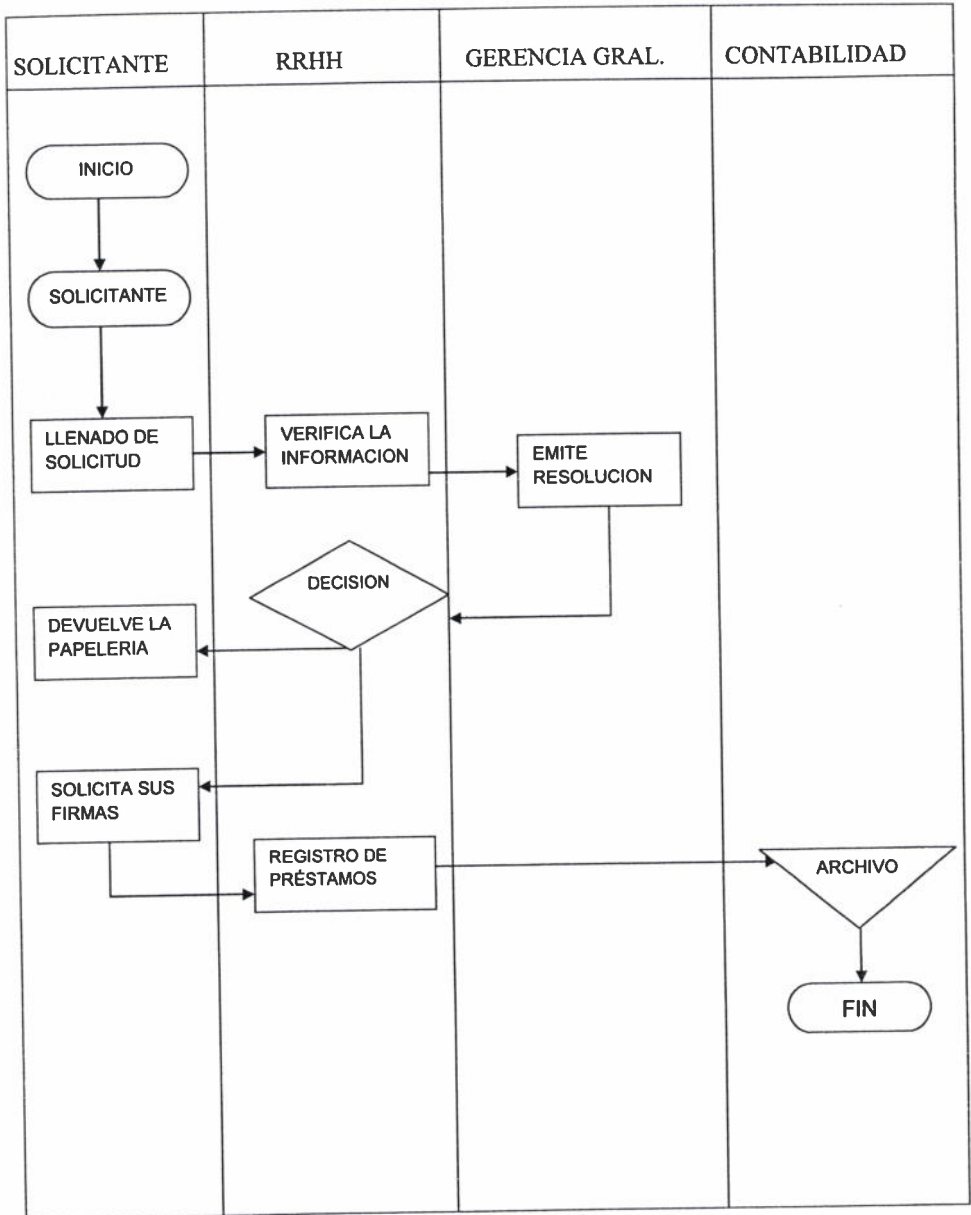 SOLICITANTE
RRHH
GERENCIA GRAL.
CONTABILIDAD
INICIO
SOLICITANTE
LLENADO DE
SOLICITUD
VERIFICA LA
INFORMACION
EMITE
RESOLUCION
DECISION
DEVUELVE LA
PAPELERIA
SOLICITA SUS
FIRMAS
REGISTRO DE
PRÉSTAMOS
ARCHIVO
FIN